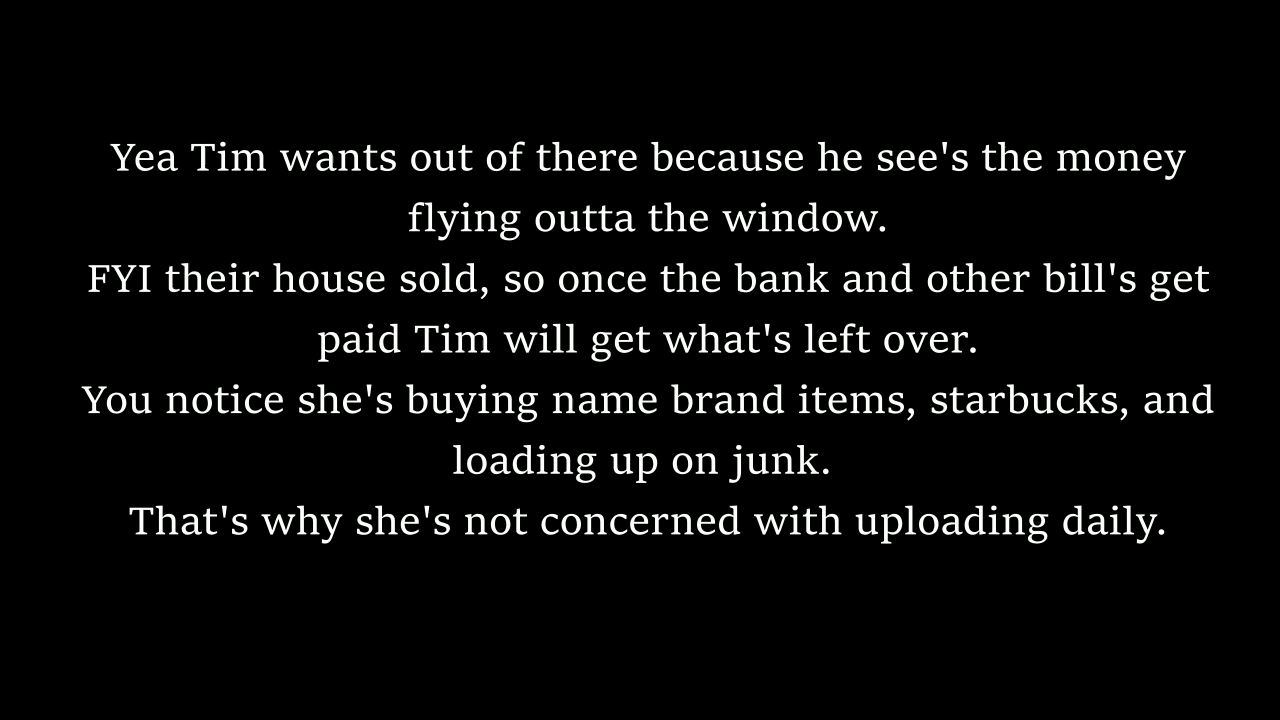 Yea Tim wants out of there because he see's the money
flying outta the window.
FYI their house sold, so once the bank and other bill's get
paid Tim will get what's left over.
You notice she's buying name brand items, starbucks, and
loading up on junk.
That's why she's not concerned with uploading daily.